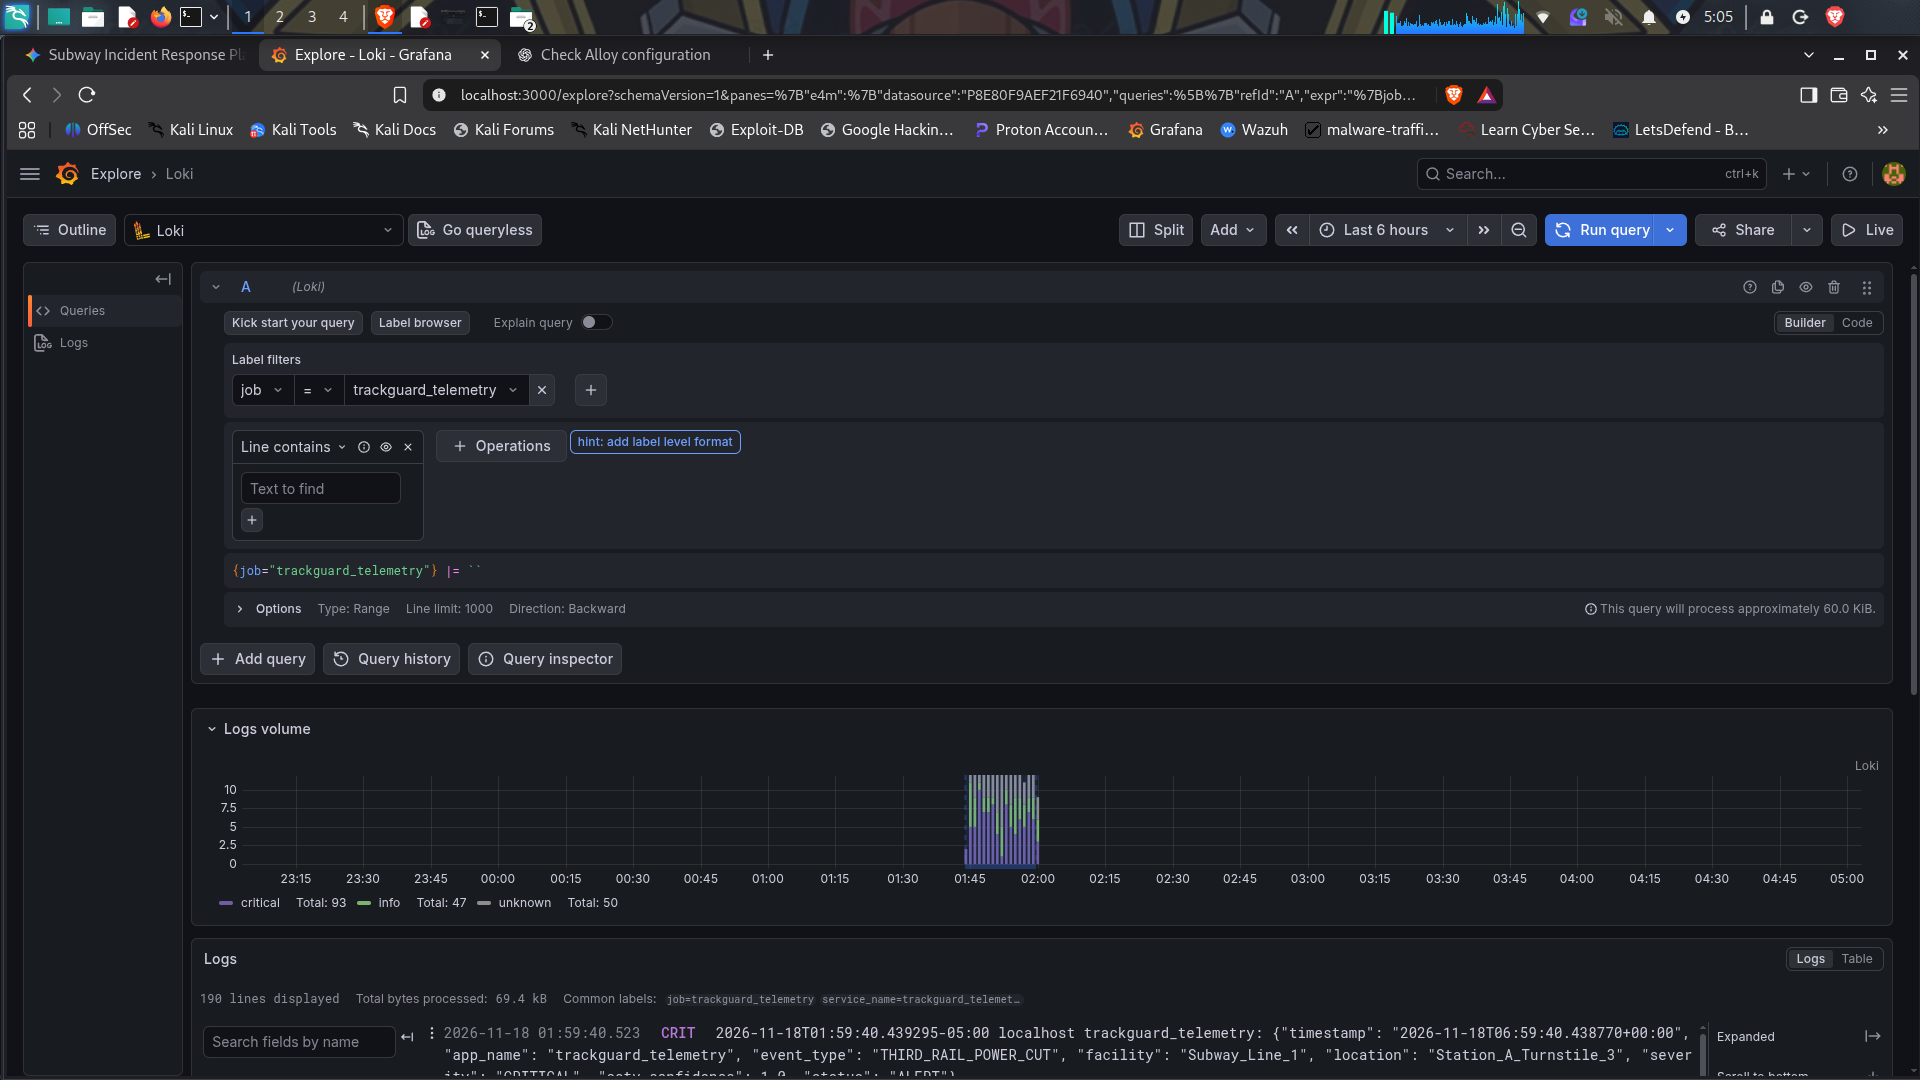 1 2 3 4 2 5:05
Subway Incident Response Pl
Explore - Loki - Grafana
Check Alloy configuration
localhost:3000/explore?schemaVersion=1&panes=%7B"e4m":%7B"datasource":"P8E80F9AEF21F6940","queries":%5B%7B"refId":"A","expr":"%7Bjob...
OffSec Kali Linux Kali Tools Kali Docs Kali Forums Kali NetHunter Exploit-DB Google Hackin... Proton Accoun... Grafana Wazuh malware-traffi... Learn Cyber Se... LetsDefend - B... »
Explore › Loki Search... ctrl+k
Outline Loki Go queryless Split Add Last 6 hours Run query Share Live
Queries
Logs
A (Loki)
Kick start your query Label browser Explain query Builder Code
Label filters
job = trackguard_telemetry
Line contains Operations hint: add label level format
Text to find
{job="trackguard_telemetry"} |= ``
Options Type: Range Line limit: 1000 Direction: Backward This query will process approximately 60.0 KiB.
Add query Query history Query inspector
Logs volume
Loki
10
7.5
5
2.5
0
23:15 23:30 23:45 00:00 00:15 00:30 00:45 01:00 01:15 01:30 01:45 02:00 02:15 02:30 02:45 03:00 03:15 03:30 03:45 04:00 04:15 04:30 04:45 05:00
critical Total: 93 info Total: 47 unknown Total: 50
Logs Logs Table
190 lines displayed Total bytes processed: 69.4 kB Common labels: job=trackguard_telemetry service_name=trackguard_telemet…
Search fields by name
2026-11-18 01:59:40.523 CRIT 2026-11-18T01:59:40.439295-05:00 localhost trackguard_telemetry: {"timestamp": "2026-11-18T06:59:40.438770+00:00",
"app_name": "trackguard_telemetry", "event_type": "THIRD_RAIL_POWER_CUT", "facility": "Subway_Line_1", "location": "Station_A_Turnstile_3", "sever
Expanded